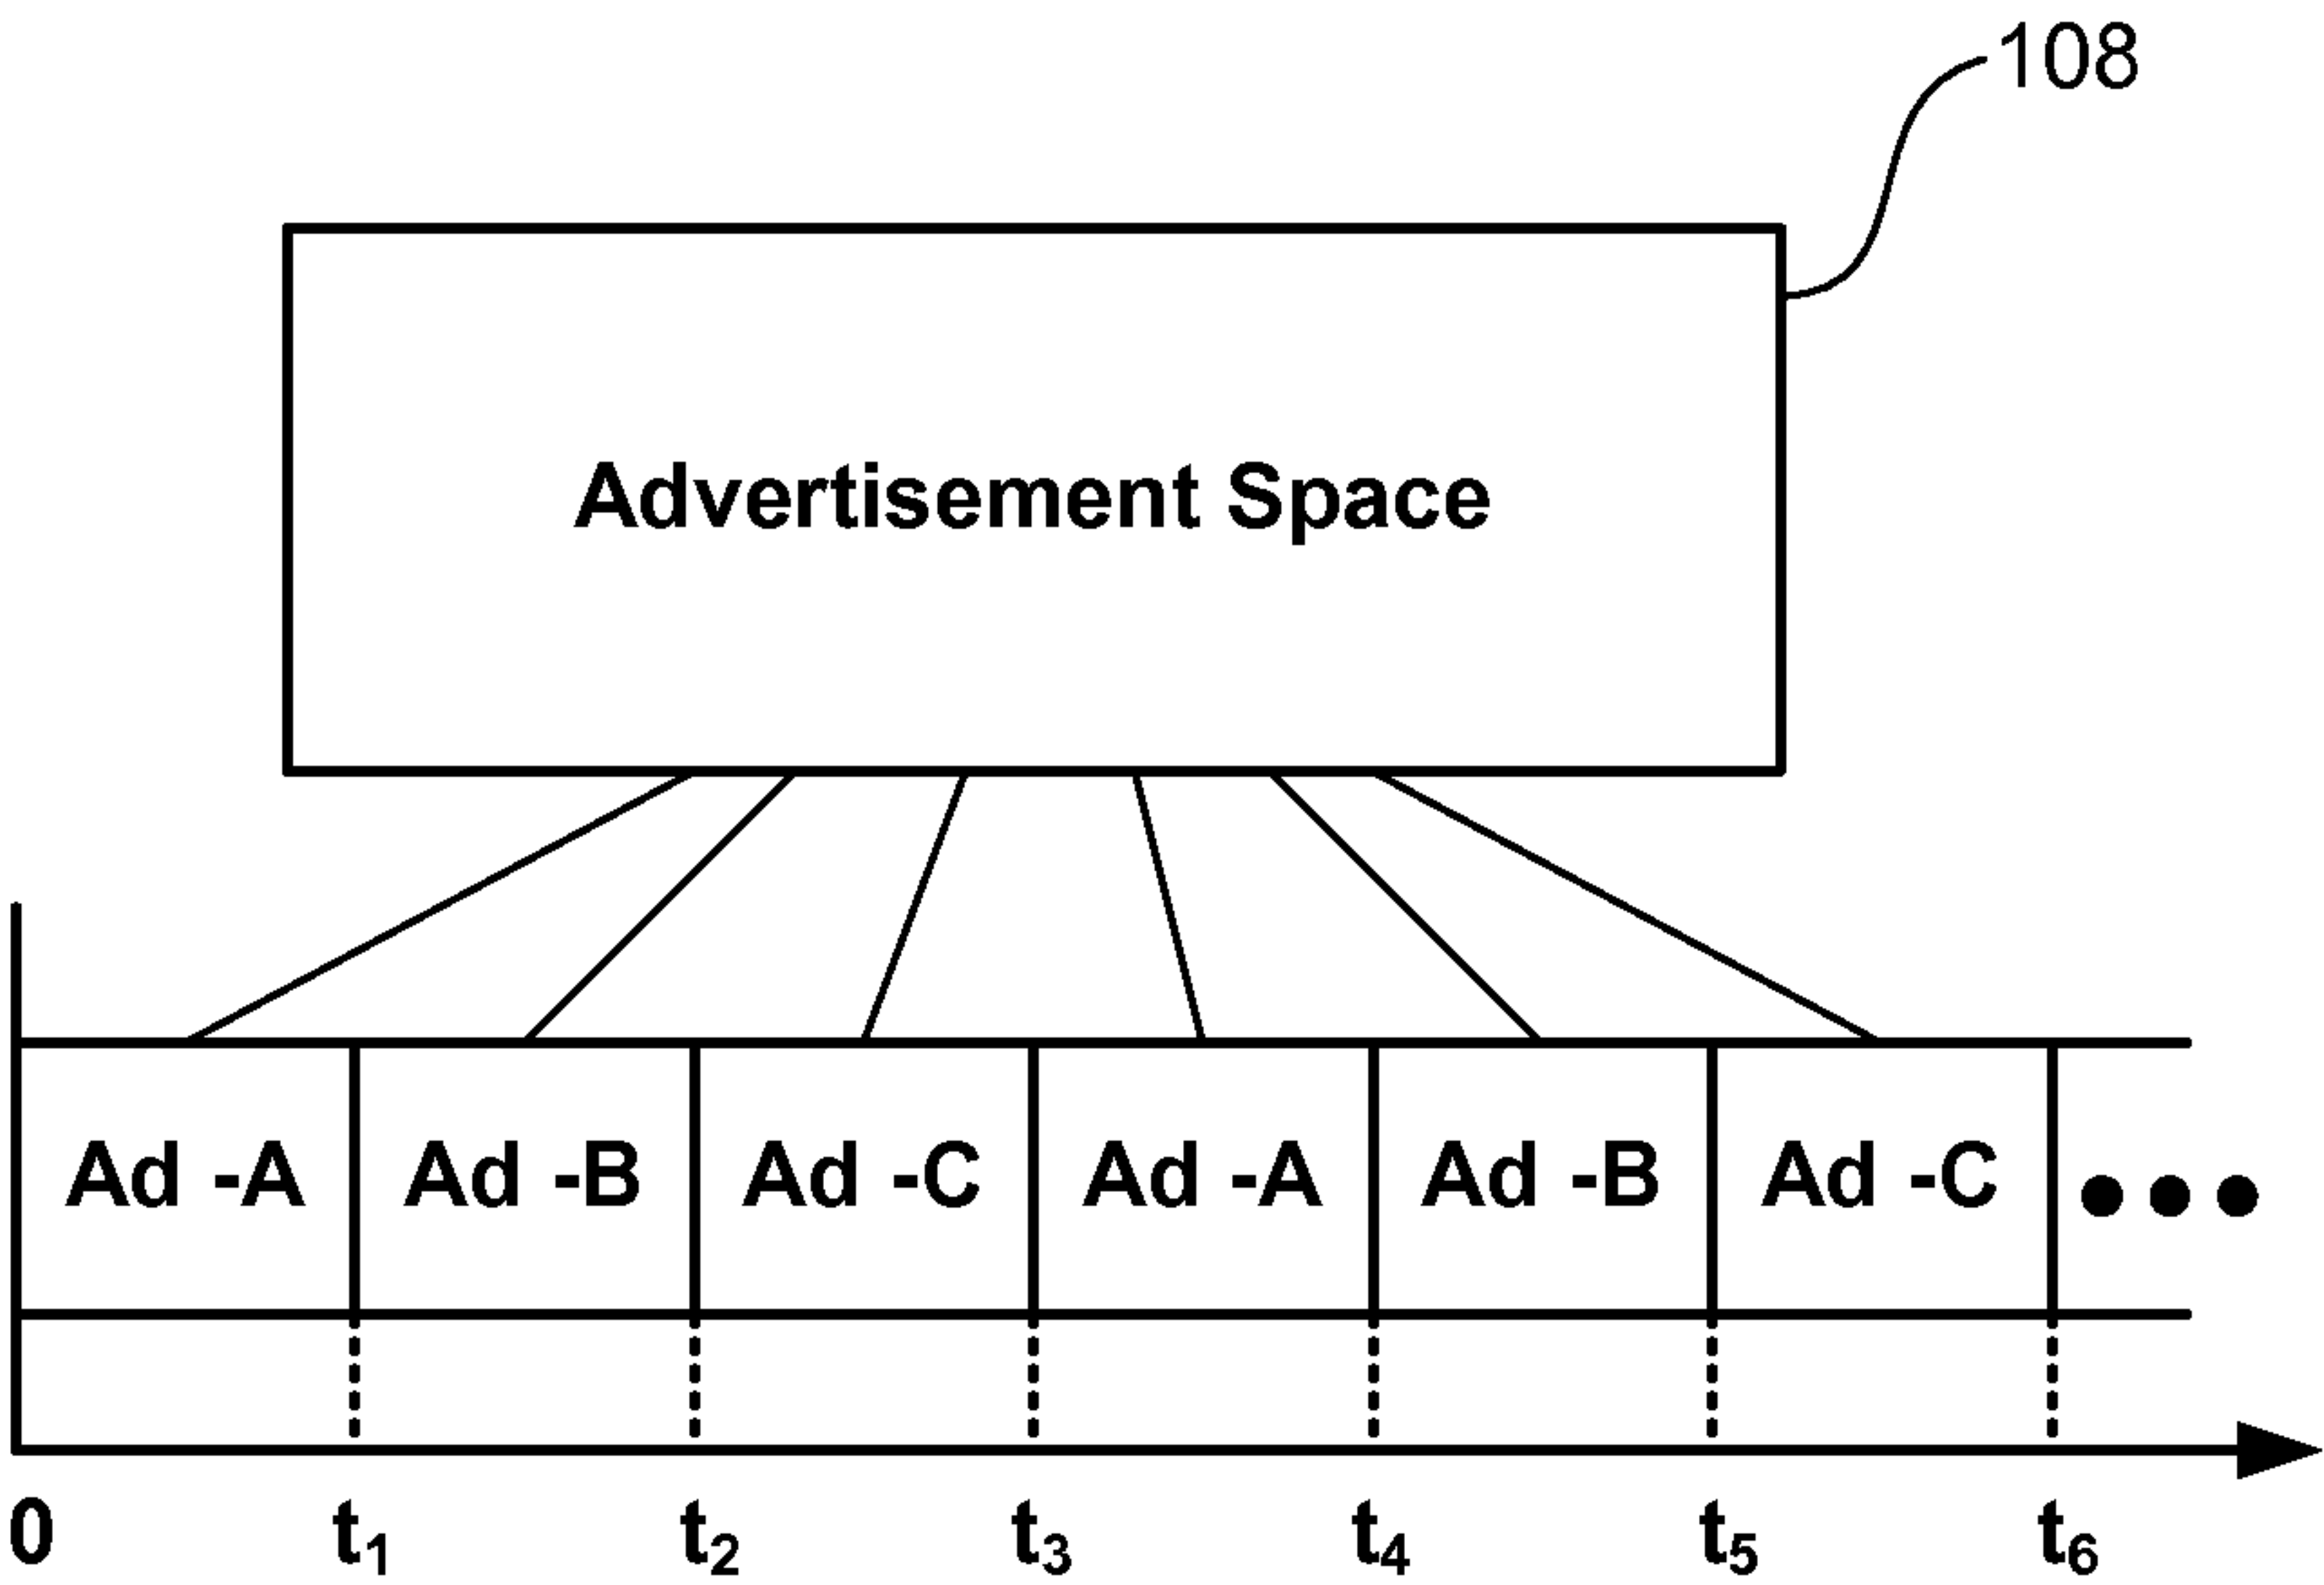 108
Advertisement Space
Ad -A Ad -B Ad -C Ad -A Ad -B Ad -C •••
0 t1 t2 t3 t4 t5 t6